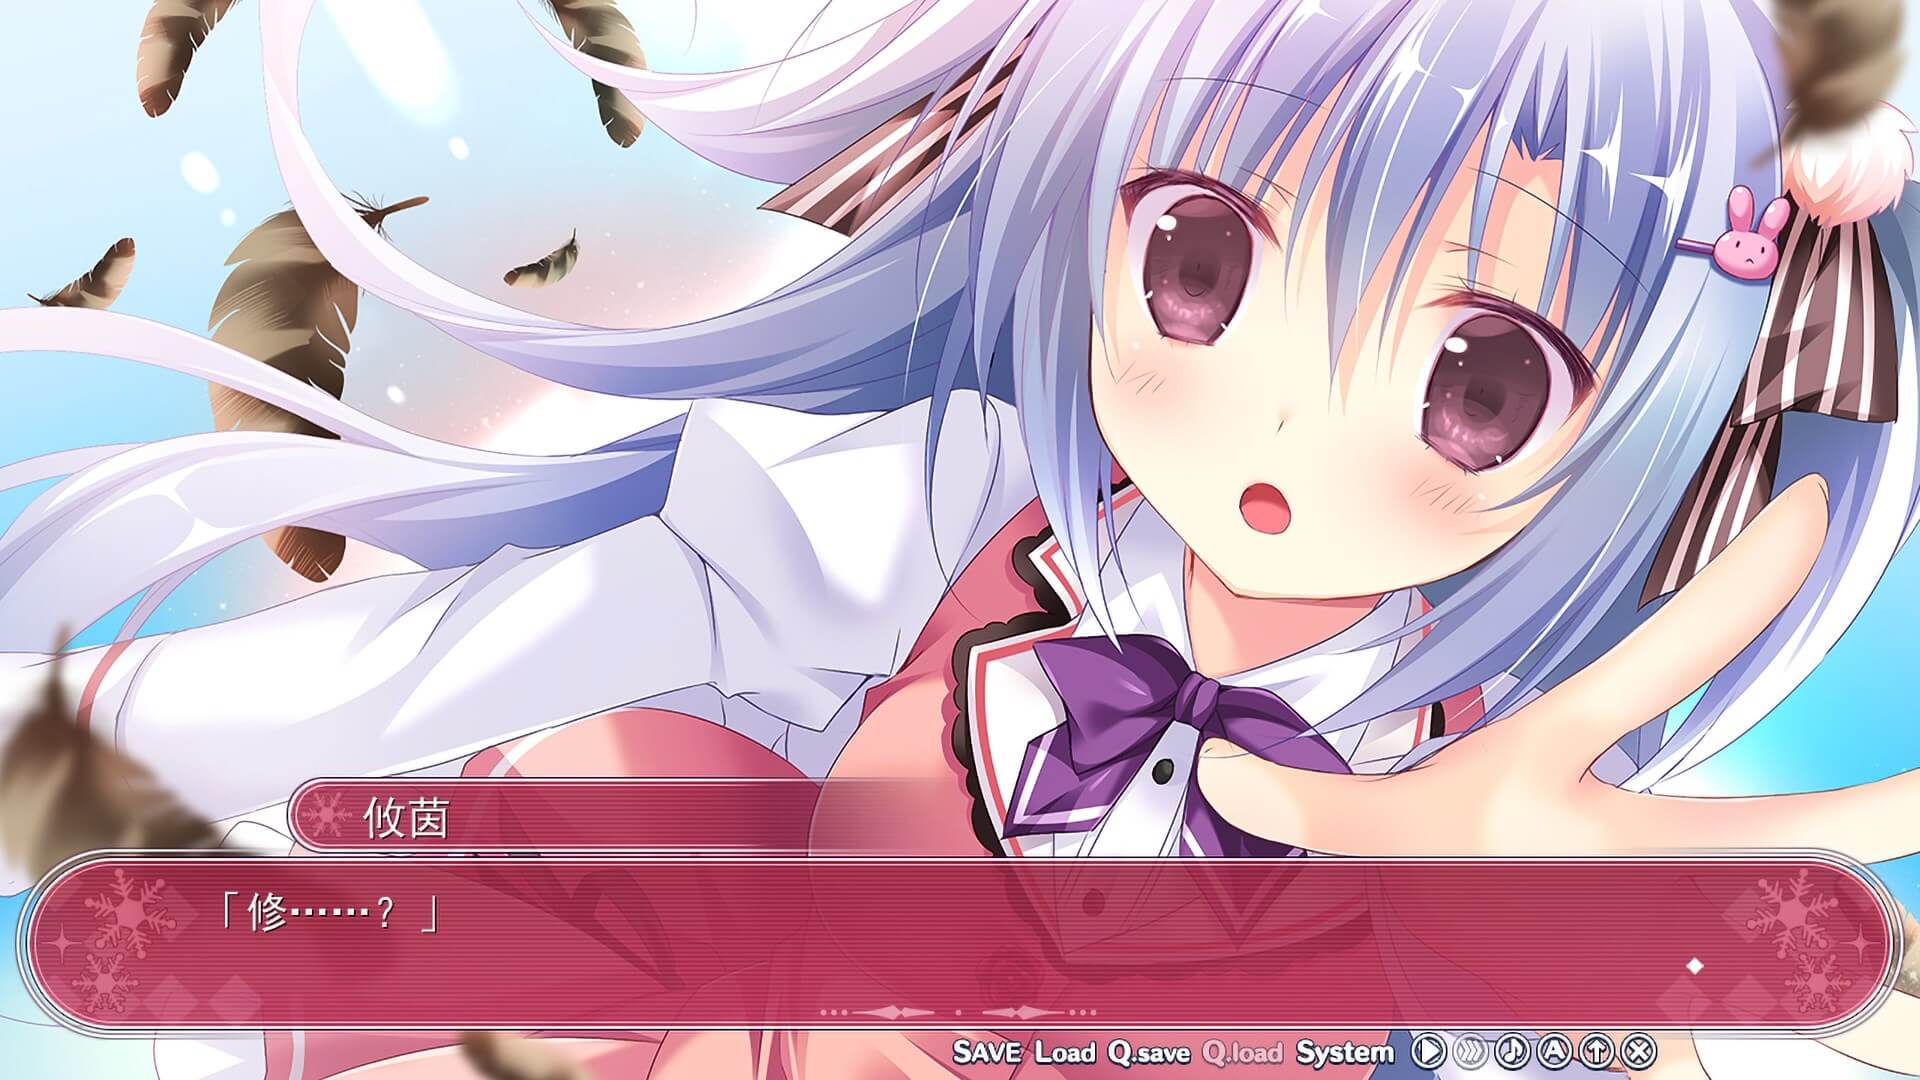 攸茵
「修……？」
SAVE Load Q.save Q.load System